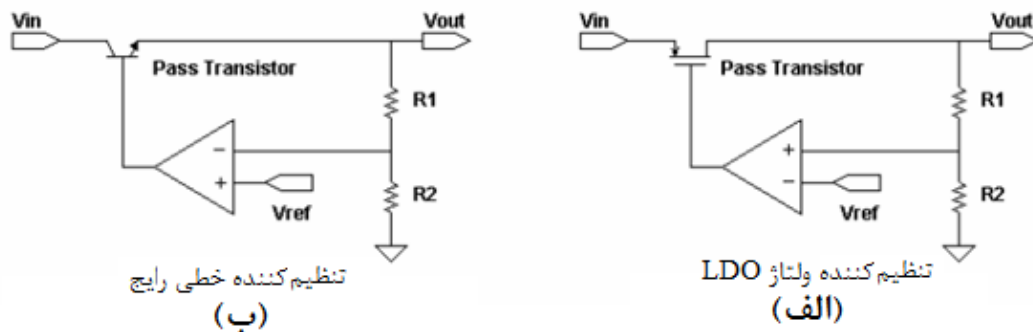 Vin
Vout
Pass Transistor
R1
−
+
R2
Vref
تنظیم کننده خطی رایج
(ب)
Vin
Vout
Pass Transistor
R1
+
−
R2
Vref
تنظیم کننده ولتاژ LDO
(الف)